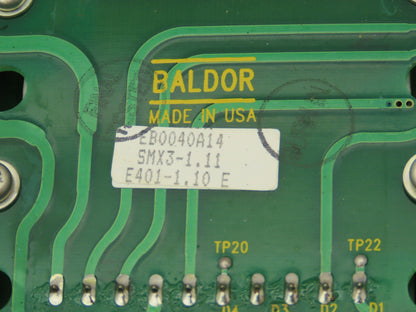 BALDOR
MADE IN USA
EB0040A14
SMX3-1.11
E401-1.10 E
TP20
TP22
D4
D3
D2
D1